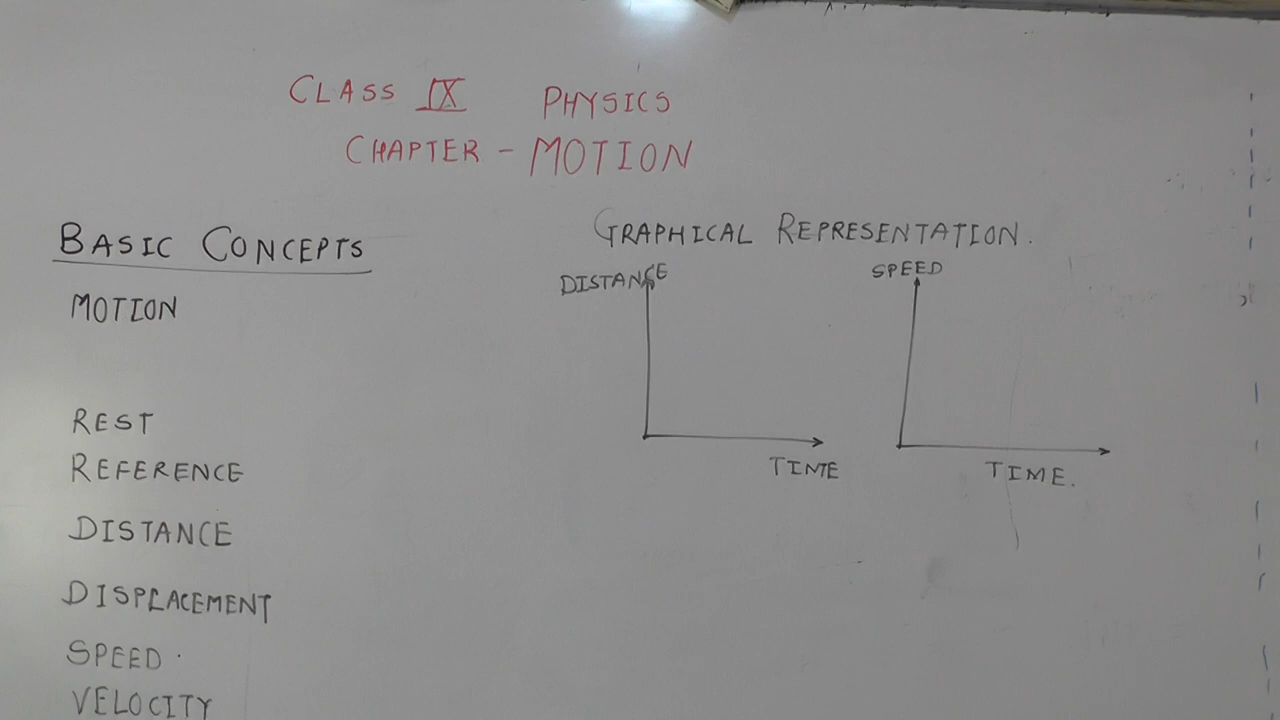 CLASS IX PHYSICS
CHAPTER - MOTION
BASIC CONCEPTS
MOTION
REST
REFERENCE
DISTANCE
DISPLACEMENT
SPEED
VELOCITY
GRAPHICAL REPRESENTATION.
DISTANCE
TIME
SPEED
TIME.